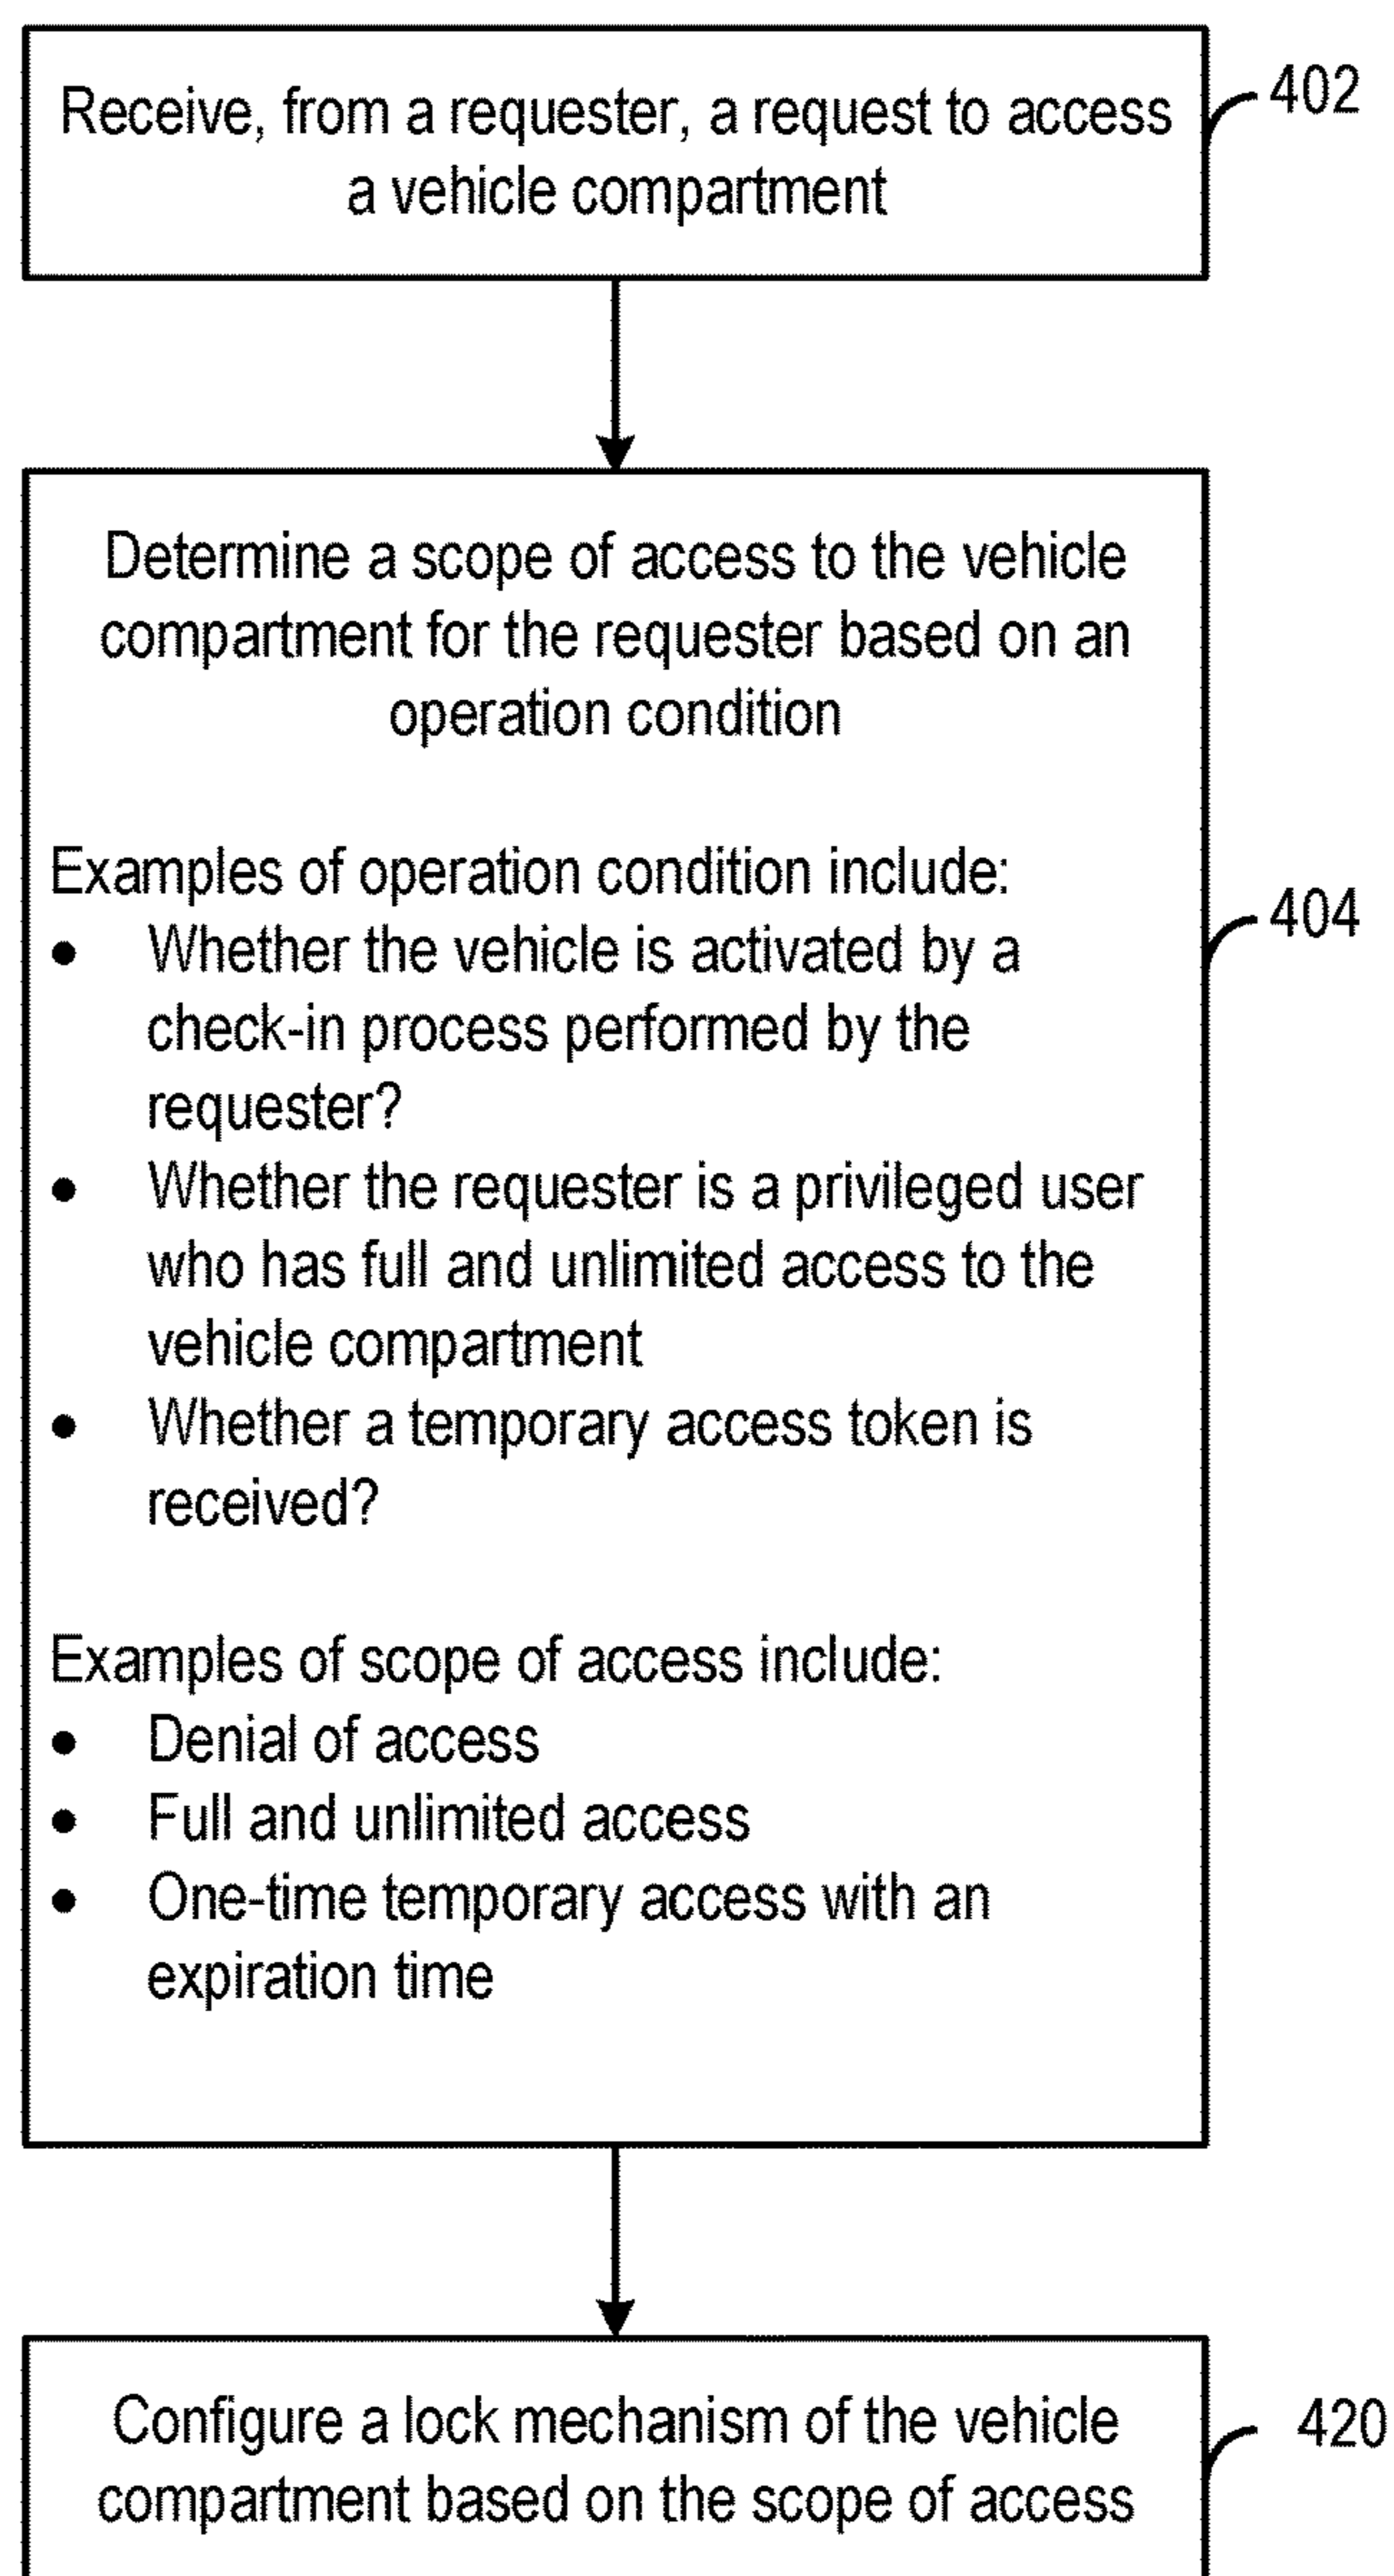 Receive, from a requester, a request to access
a vehicle compartment
402
Determine a scope of access to the vehicle
compartment for the requester based on an
operation condition
Examples of operation condition include:
● Whether the vehicle is activated by a
check-in process performed by the
requester?
● Whether the requester is a privileged user
who has full and unlimited access to the
vehicle compartment
● Whether a temporary access token is
received?
Examples of scope of access include:
● Denial of access
● Full and unlimited access
● One-time temporary access with an
expiration time
404
Configure a lock mechanism of the vehicle
compartment based on the scope of access
420